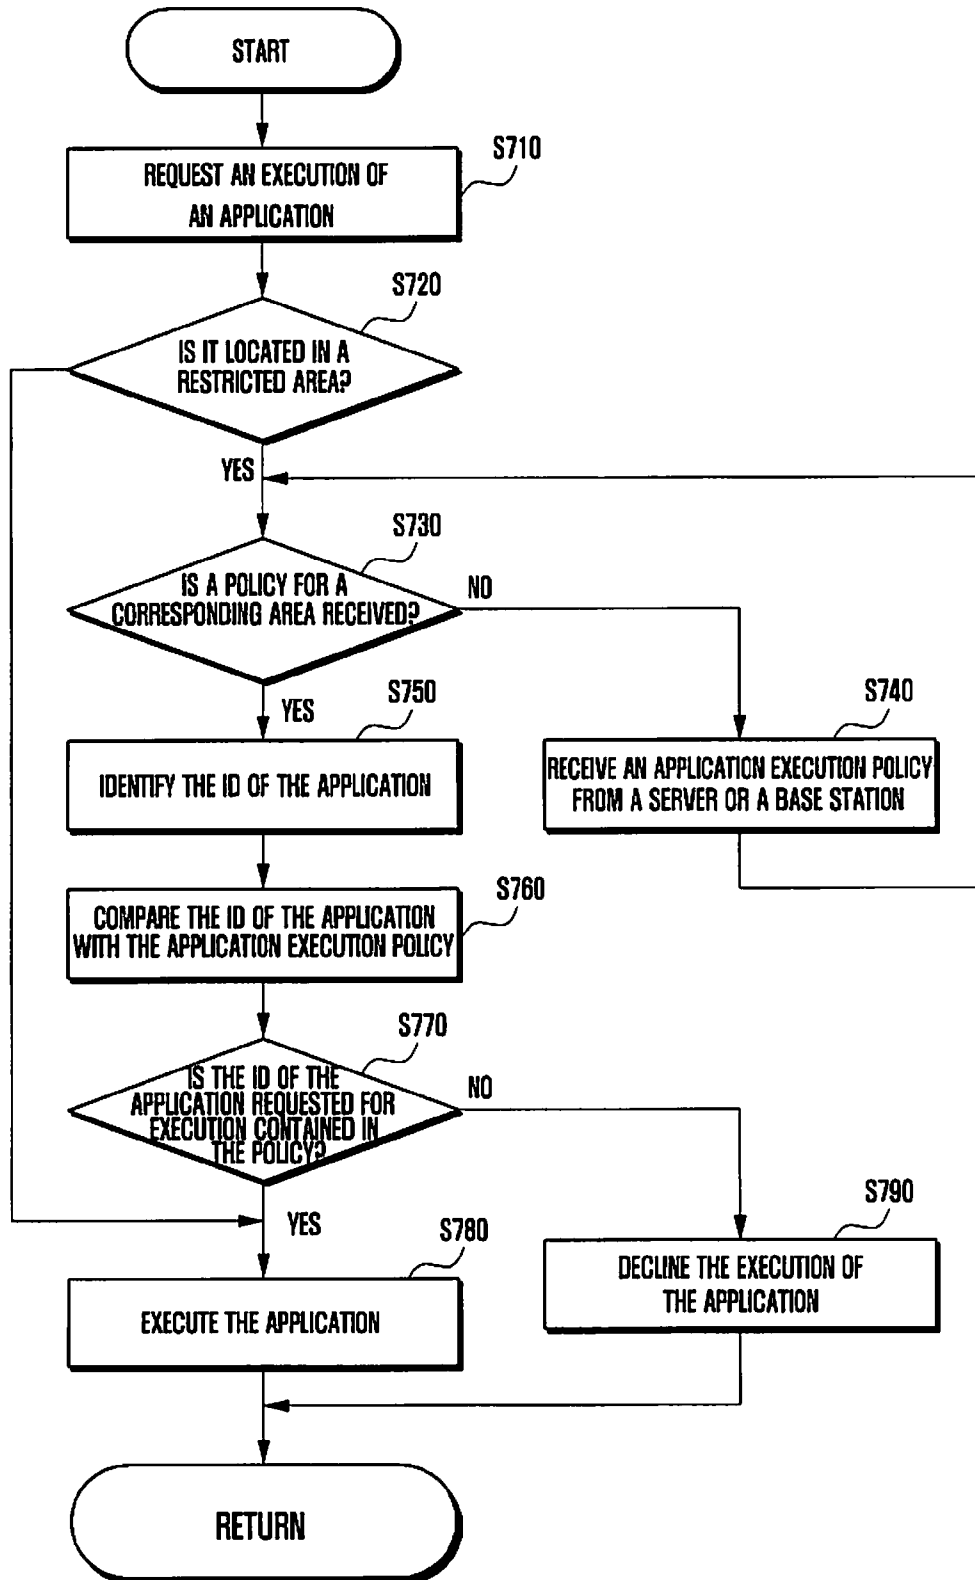 START
S710
REQUEST AN EXECUTION OF
AN APPLICATION
S720
IS IT LOCATED IN A
RESTRICTED AREA?
YES
S730
IS A POLICY FOR A
CORRESPONDING AREA RECEIVED?
NO
YES
S750
S740
IDENTIFY THE ID OF THE APPLICATION
RECEIVE AN APPLICATION EXECUTION POLICY
FROM A SERVER OR A BASE STATION
S760
COMPARE THE ID OF THE APPLICATION
WITH THE APPLICATION EXECUTION POLICY
S770
IS THE ID OF THE
APPLICATION REQUESTED FOR
EXECUTION CONTAINED IN
THE POLICY?
NO
YES
S780
S790
EXECUTE THE APPLICATION
DECLINE THE EXECUTION OF
THE APPLICATION
RETURN